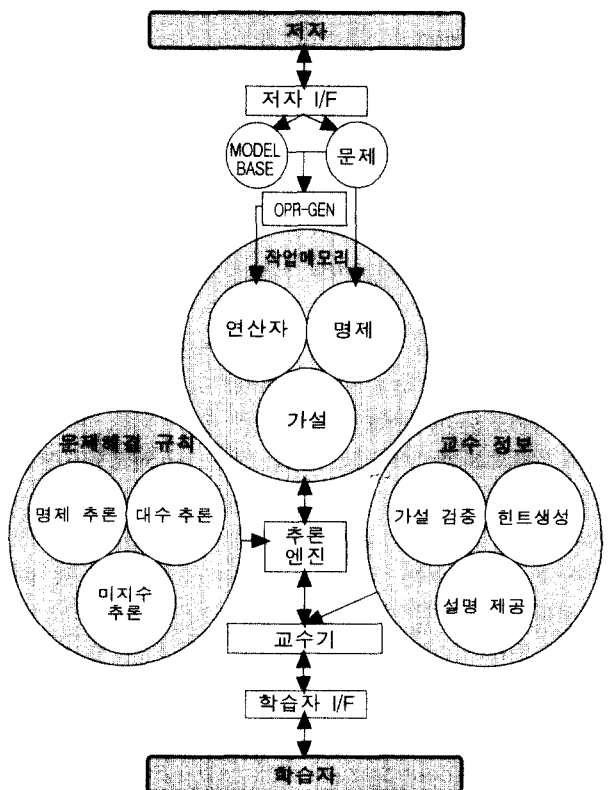 저자
저자 I/F
MODEL
BASE
문제
OPR-GEN
작업메모리
연산자
명제
가설
문제해결 규칙
교수 정보
명제 추론
대수 추론
미지수
추론
추론
엔진
가설 검증
힌트생성
설명 제공
교수기
학습자 I/F
학습자